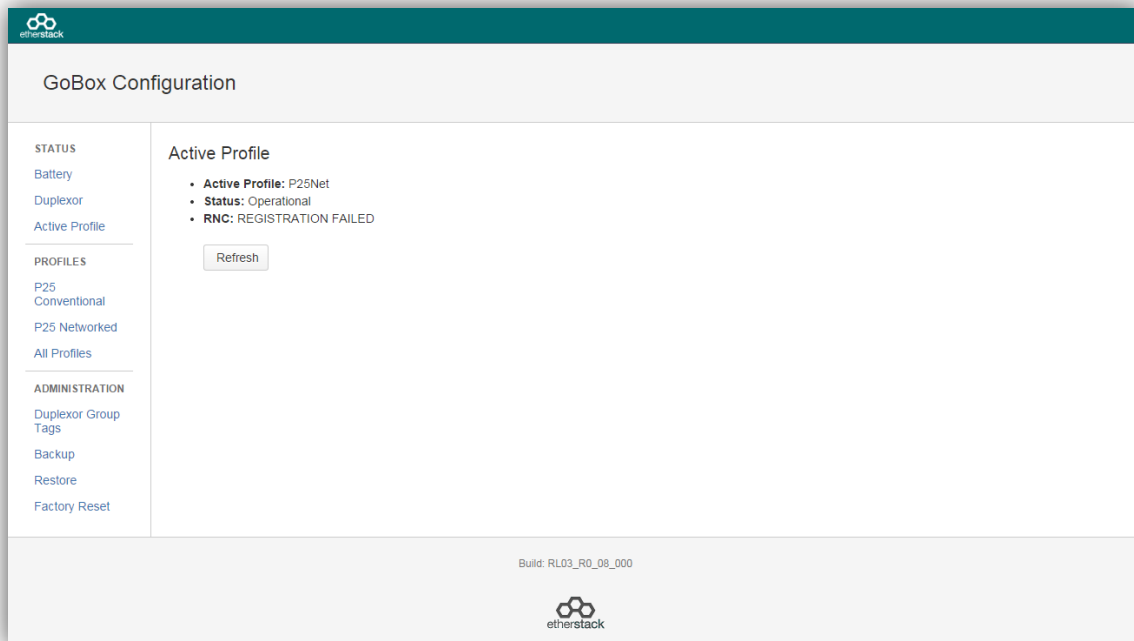 etherstack
GoBox Configuration
STATUS
Battery
Duplexor
Active Profile
PROFILES
P25
Conventional
P25 Networked
All Profiles
ADMINISTRATION
Duplexor Group
Tags
Backup
Restore
Factory Reset
Active Profile
• Active Profile: P25Net
• Status: Operational
• RNC: REGISTRATION FAILED
Refresh
Build: RL03_R0_08_000
etherstack